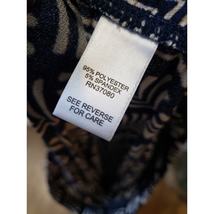 95% POLYESTER
5% SPANDEX
RN37080
SEE REVERSE
FOR CARE